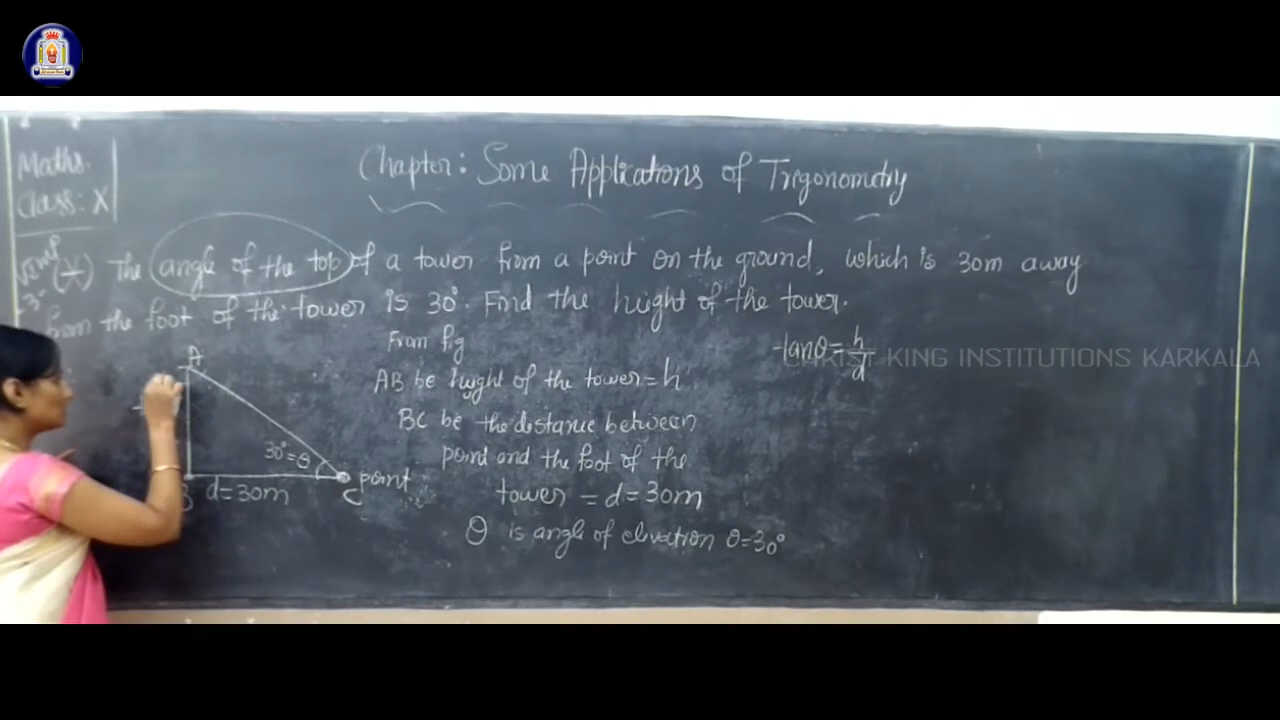 Maths.
Class: X
Chapter: Some Applications of Trigonometry
(X) The angle of the top of a tower from a point on the ground, which is 30m away
from the foot of the tower is 30°. Find the height of the tower.
From fig
tanθ = h/d
CHRIST KING INSTITUTIONS KARKALA
A
AB be height of the tower = h
BC be the distance between
30° = θ
point and the foot of the
C point
B d = 30m
tower = d = 30m
θ is angle of elevation θ = 30°